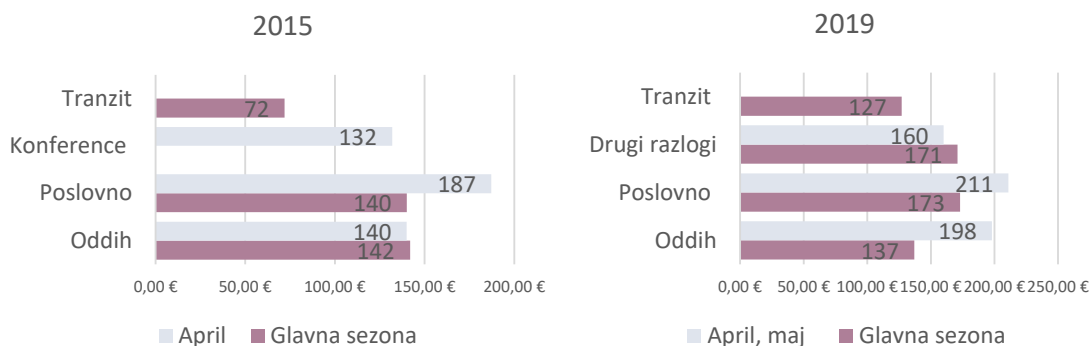 2015
Tranzit
72
Konference
132
Poslovno
187
140
Oddih
140
142
0,00 € 50,00 € 100,00 € 150,00 € 200,00 €
April Glavna sezona
2019
Tranzit
127
Drugi razlogi
160
171
Poslovno
211
173
Oddih
198
137
0,00 € 50,00 € 100,00 € 150,00 € 200,00 € 250,00 €
April, maj Glavna sezona